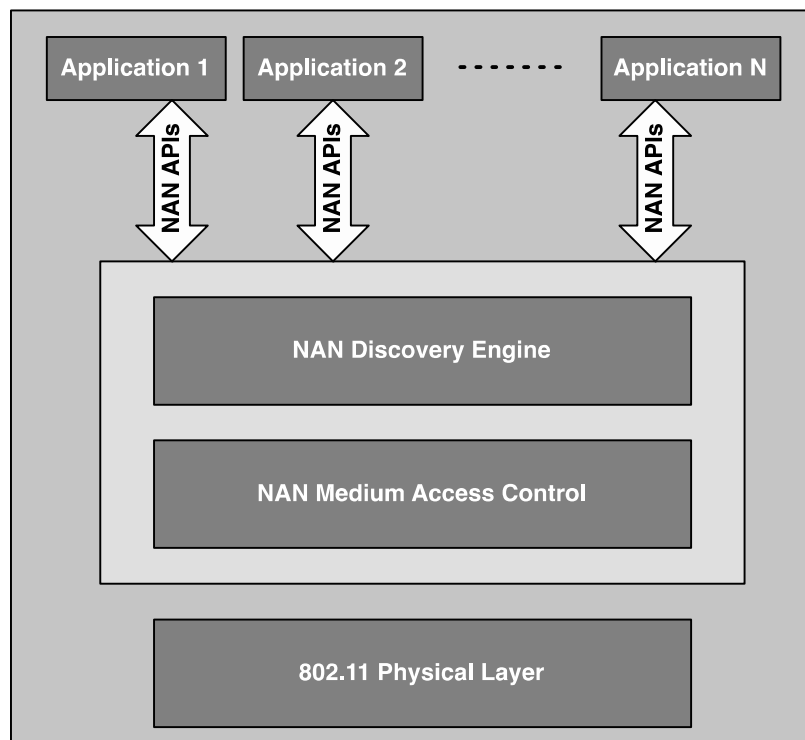 Application 1
Application 2
Application N
NAN APIs
NAN APIs
NAN APIs
NAN Discovery Engine
NAN Medium Access Control
802.11 Physical Layer